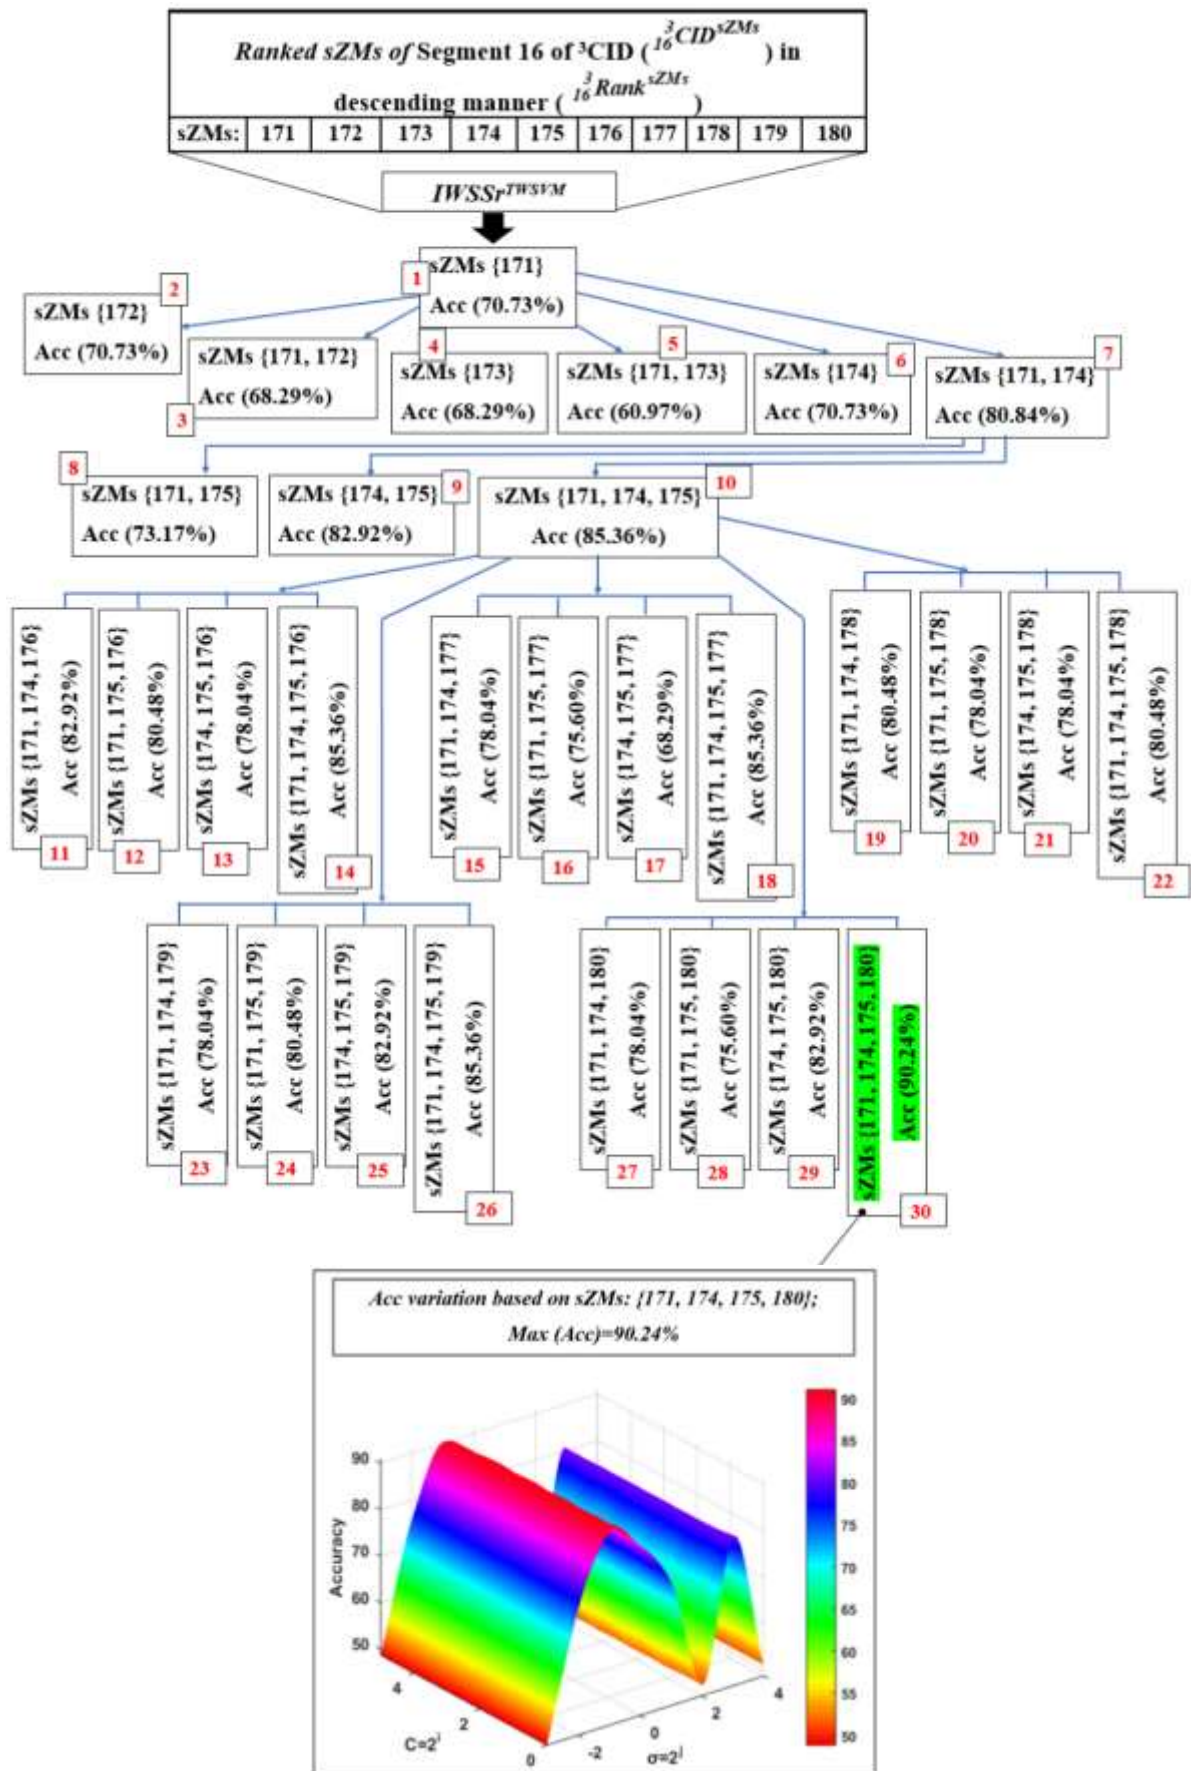 Ranked sZMs of Segment 16 of ³CID ( ³₁₆CID^sZMs ) in
descending manner ( ³₁₆Rank^sZMs )
sZMs: 171 172 173 174 175 176 177 178 179 180
IWSSr^TWSVM
1
sZMs {171}
Acc (70.73%)
2
sZMs {172}
Acc (70.73%)
3
sZMs {171, 172}
Acc (68.29%)
4
sZMs {173}
Acc (68.29%)
5
sZMs {171, 173}
Acc (60.97%)
6
sZMs {174}
Acc (70.73%)
7
sZMs {171, 174}
Acc (80.84%)
8
sZMs {171, 175}
Acc (73.17%)
9
sZMs {174, 175}
Acc (82.92%)
10
sZMs {171, 174, 175}
Acc (85.36%)
sZMs {171, 174, 176}
Acc (82.92%)
11
sZMs {171, 175, 176}
Acc (80.48%)
12
sZMs {174, 175, 176}
Acc (78.04%)
13
sZMs {171, 174, 175, 176}
Acc (85.36%)
14
sZMs {171, 174, 177}
Acc (78.04%)
15
sZMs {171, 175, 177}
Acc (75.60%)
16
sZMs {174, 175, 177}
Acc (68.29%)
17
sZMs {171, 174, 175, 177}
Acc (85.36%)
18
sZMs {171, 174, 178}
Acc (80.48%)
19
sZMs {171, 175, 178}
Acc (78.04%)
20
sZMs {174, 175, 178}
Acc (78.04%)
21
sZMs {171, 174, 175, 178}
Acc (80.48%)
22
sZMs {171, 174, 179}
Acc (78.04%)
23
sZMs {171, 175, 179}
Acc (80.48%)
24
sZMs {174, 175, 179}
Acc (82.92%)
25
sZMs {171, 174, 175, 179}
Acc (85.36%)
26
sZMs {171, 174, 180}
Acc (78.04%)
27
sZMs {171, 175, 180}
Acc (75.60%)
28
sZMs {174, 175, 180}
Acc (82.92%)
29
sZMs {171, 174, 175, 180}
Acc (90.24%)
30
Acc variation based on sZMs: {171, 174, 175, 180};
Max (Acc)=90.24%
Accuracy
90
80
70
60
50
4
2
0
C=2^i
-2
0
2
4
σ=2^j
90
85
80
75
70
65
60
55
50